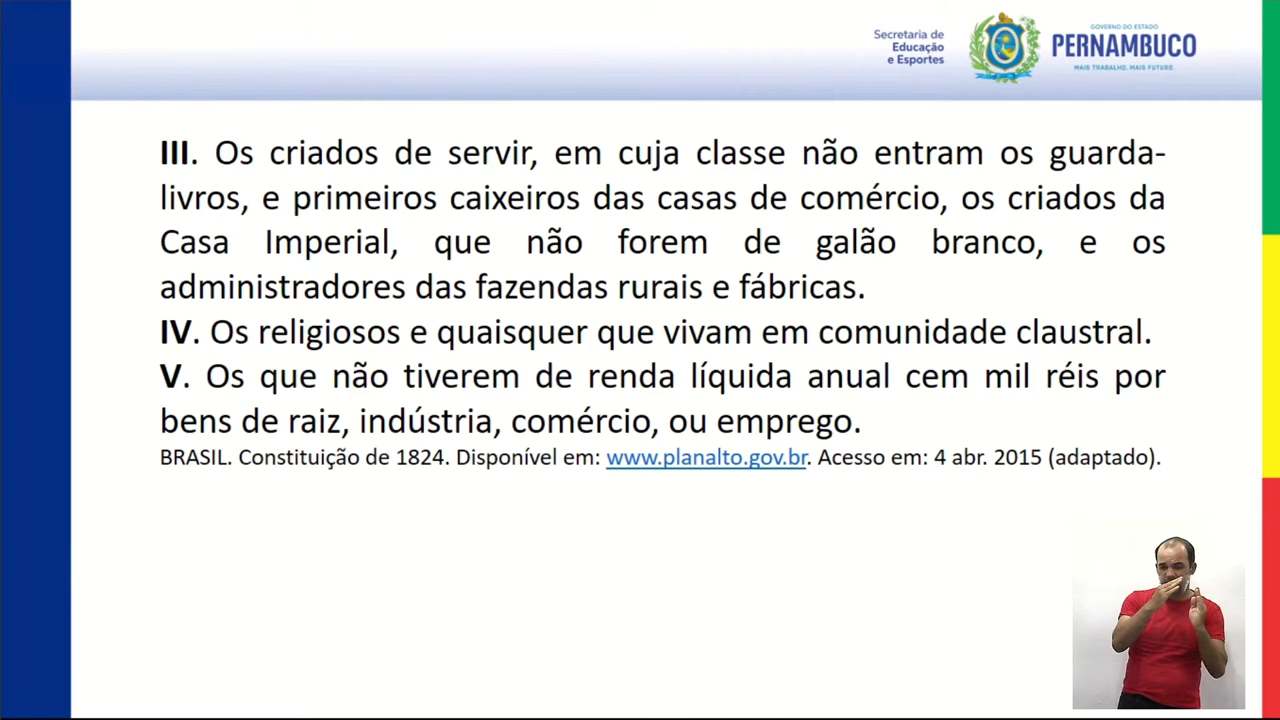 Secretaria de
Educação
e Esportes
GOVERNO DO ESTADO
PERNAMBUCO
MAIS TRABALHO, MAIS FUTURO.
III. Os criados de servir, em cuja classe não entram os guarda-
livros, e primeiros caixeiros das casas de comércio, os criados da
Casa Imperial, que não forem de galão branco, e os
administradores das fazendas rurais e fábricas.
IV. Os religiosos e quaisquer que vivam em comunidade claustral.
V. Os que não tiverem de renda líquida anual cem mil réis por
bens de raiz, indústria, comércio, ou emprego.
BRASIL. Constituição de 1824. Disponível em: www.planalto.gov.br. Acesso em: 4 abr. 2015 (adaptado).